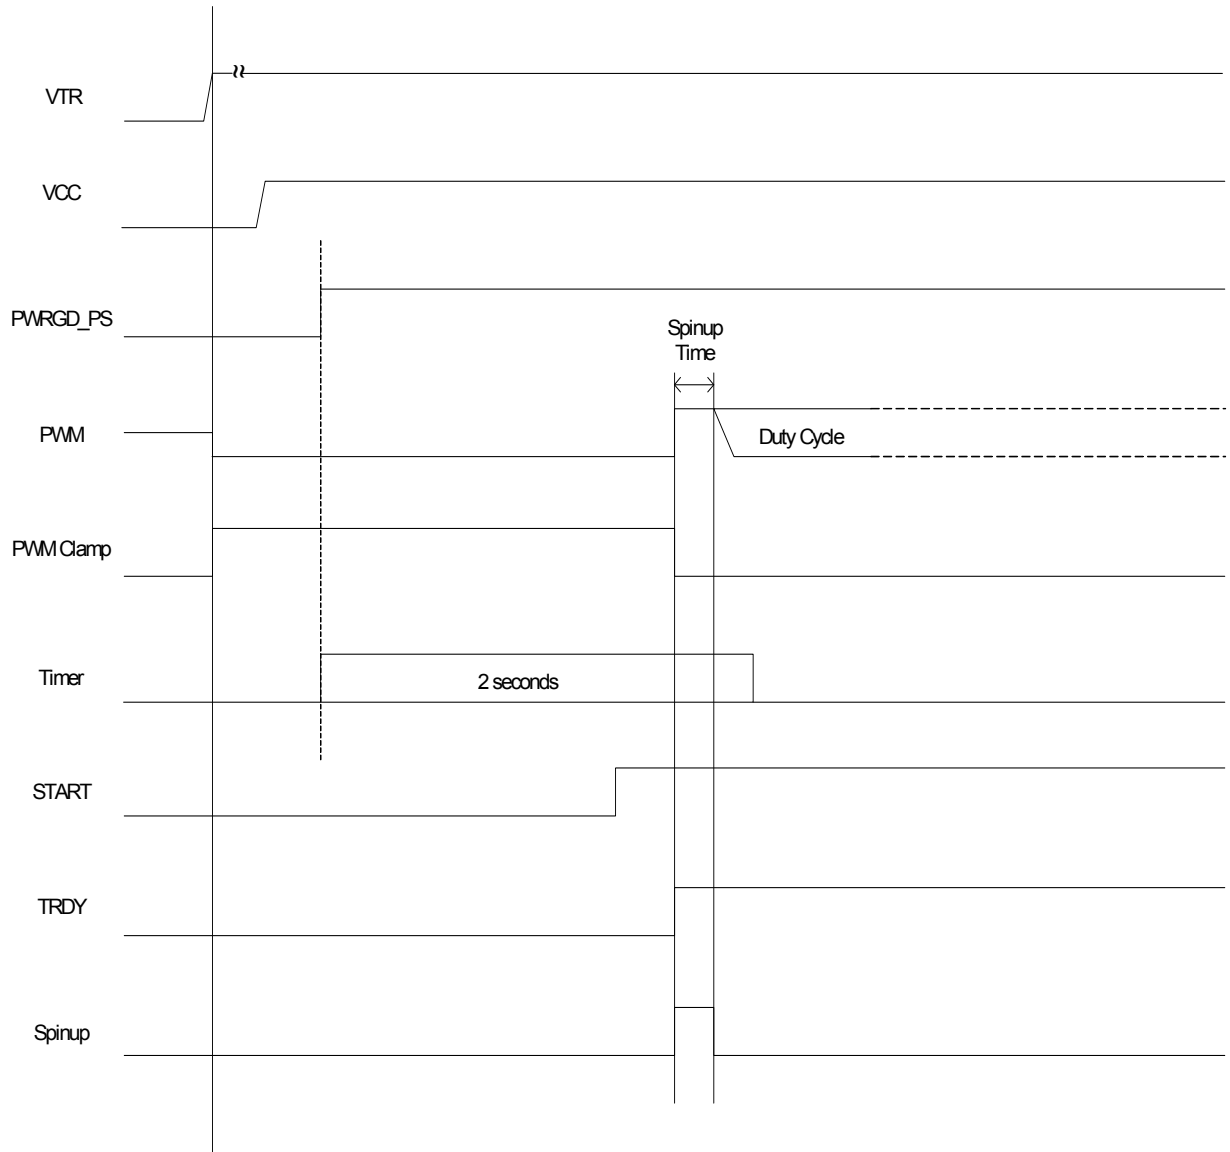 VTR
VCC
PWRGD_PS
Spinup
Time
PWM
Duty Cycle
PWM Clamp
Timer
2 seconds
START
TRDY
Spinup